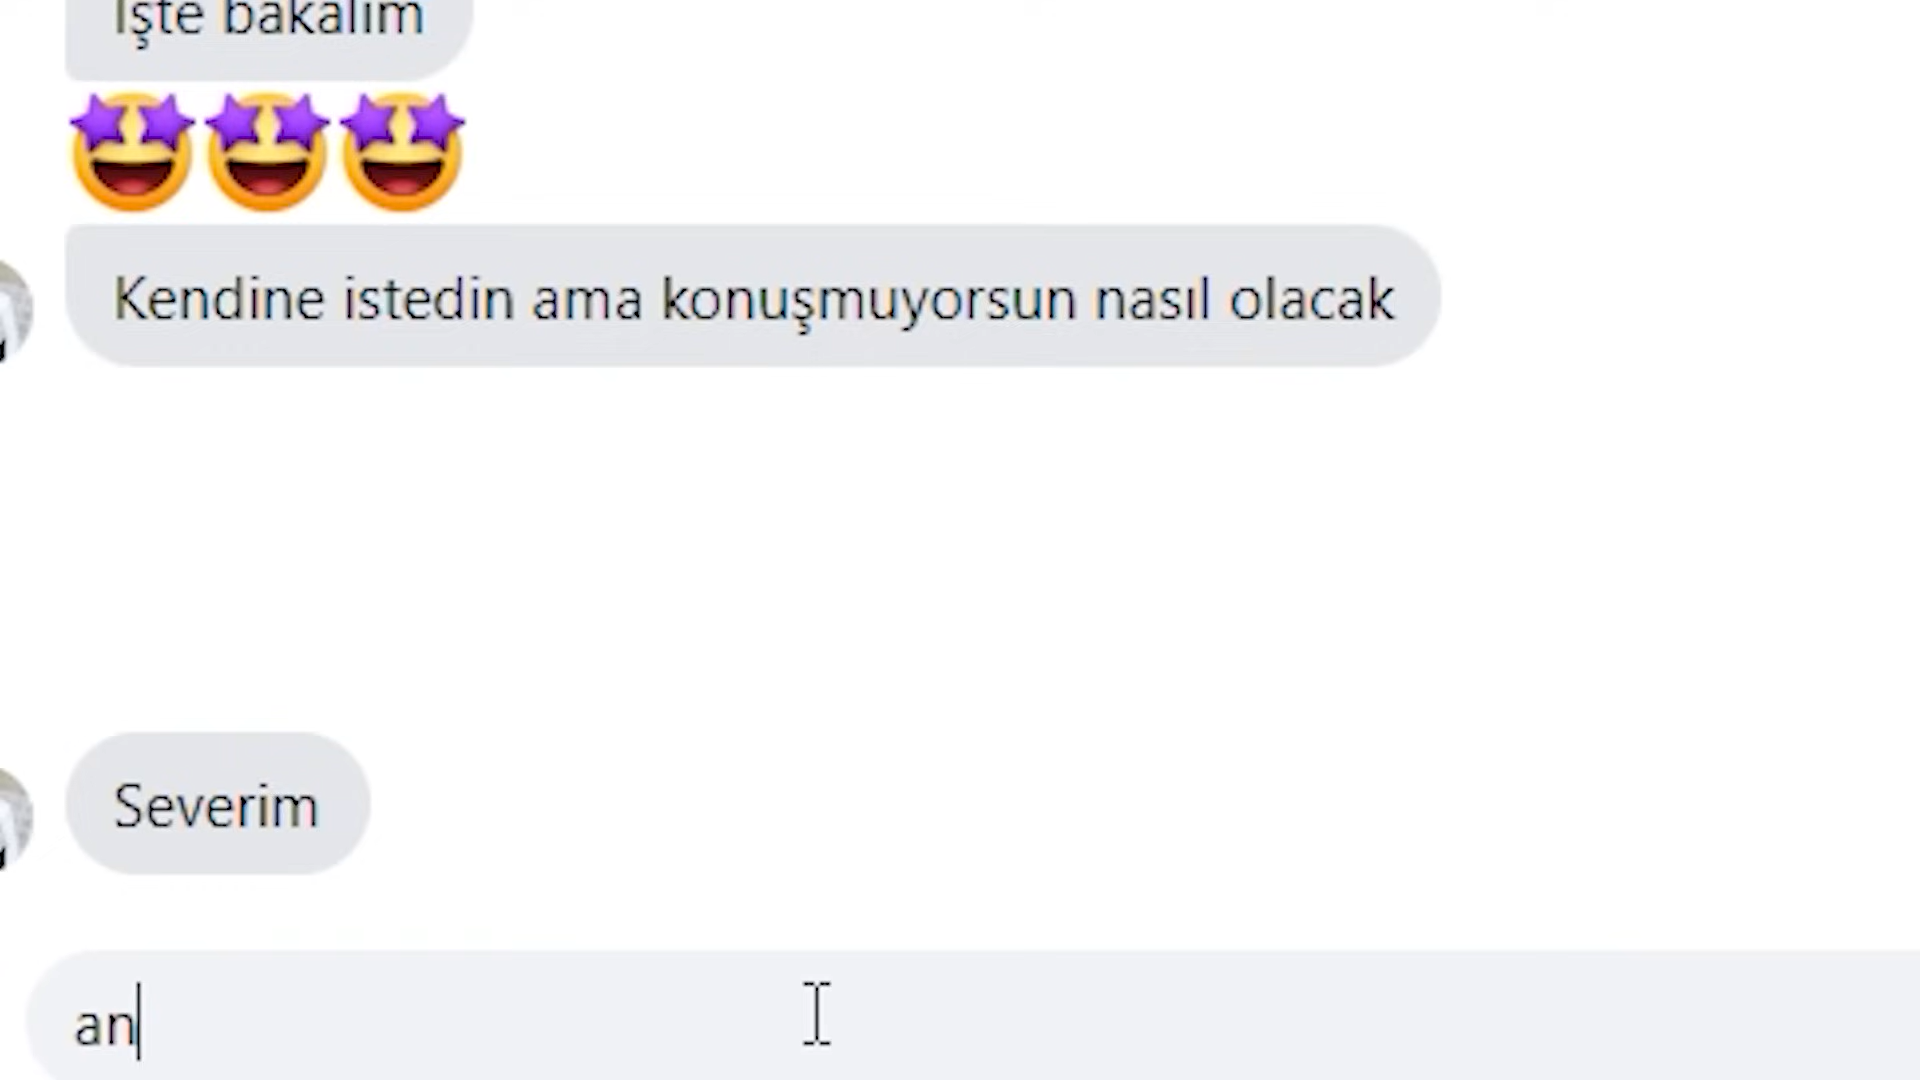 İşte bakalım
Kendine istedin ama konuşmuyorsun nasıl olacak
Severim
an